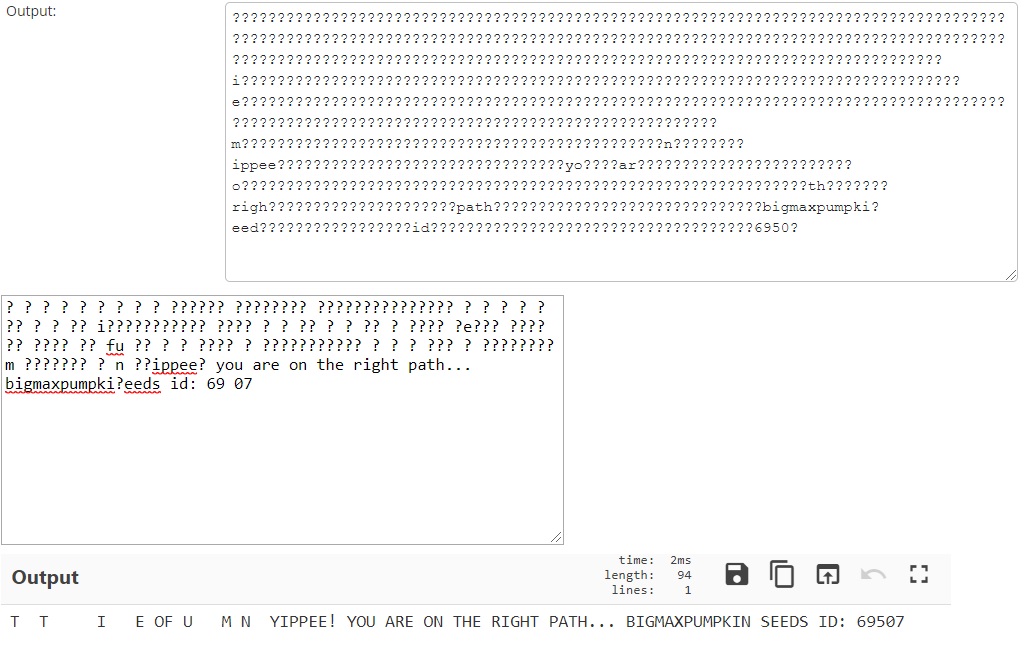 Output:
??????????????????????????????????????????????????????????????????????????????????????
??????????????????????????????????????????????????????????????????????????????????????
???????????????????????????????????????????????????????????????????????????????
i????????????????????????????????????????????????????????????????????????????????
e?????????????????????????????????????????????????????????????????????????????????????
??????????????????????????????????????????????????????
m???????????????????????????????????????????????n????????
ippee????????????????????????????????yo????ar????????????????????????
o???????????????????????????????????????????????????????????????th???????
righ?????????????????????path??????????????????????????????bigmaxpumpki?
eed?????????????????id????????????????????????????????????6950?
? ? ? ? ? ? ? ? ? ?????? ???????? ??????????????? ? ? ? ? ?
?? ? ? ?? i??????????? ???? ? ? ?? ? ? ?? ? ???? ?e??? ????
?? ???? ?? fu ?? ? ? ???? ? ??????????? ? ? ? ??? ? ????????
m ??????? ? n ??ippee? you are on the right path...
bigmaxpumpki?eeds id: 69 07
Output
time: 2ms
length: 94
lines: 1
T T I E OF U M N YIPPEE! YOU ARE ON THE RIGHT PATH... BIGMAXPUMPKIN SEEDS ID: 69507